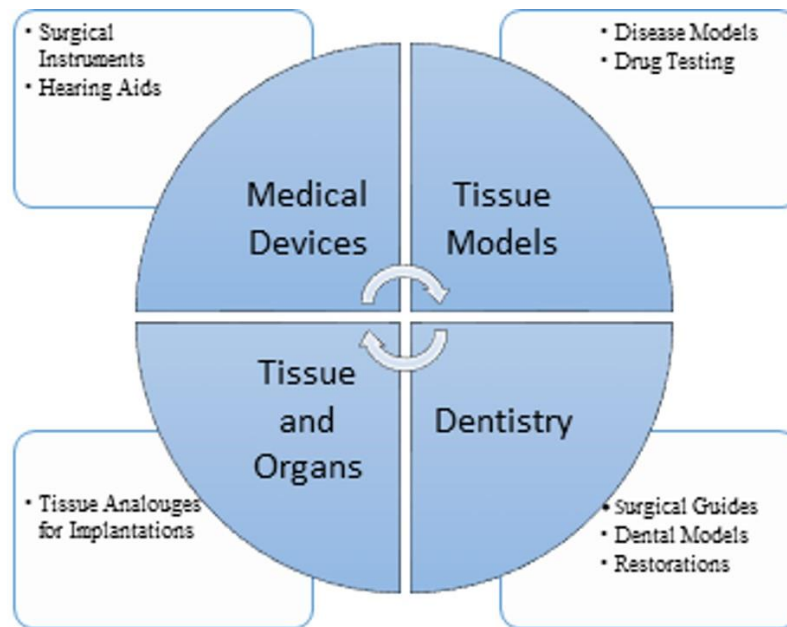 • Surgical
Instruments
• Hearing Aids
• Disease Models
• Drug Testing
Medical
Devices
Tissue
Models
Tissue
and
Organs
Dentistry
• Tissue Analouges
for Implantations
• Surgical Guides
• Dental Models
• Restorations